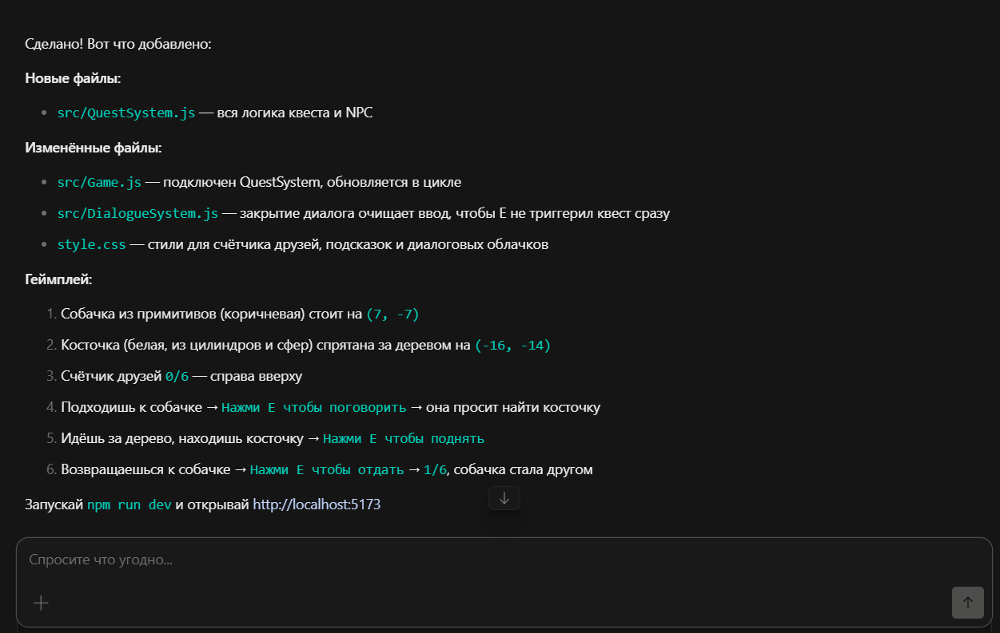 Сделано! Вот что добавлено:
Новые файлы:
• src/QuestSystem.js — вся логика квеста и NPC
Изменённые файлы:
• src/Game.js — подключен QuestSystem, обновляется в цикле
• src/DialogueSystem.js — закрытие диалога очищает ввод, чтобы E не триггерил квест сразу
• style.css — стили для счётчика друзей, подсказок и диалоговых облачков
Геймплей:
1. Собачка из примитивов (коричневая) стоит на (7, -7)
2. Косточка (белая, из цилиндров и сфер) спрятана за деревом на (-16, -14)
3. Счётчик друзей 0/6 — справа вверху
4. Подходишь к собачке → Нажми E чтобы поговорить → она просит найти косточку
5. Идёшь за дерево, находишь косточку → Нажми E чтобы поднять
6. Возвращаешься к собачке → Нажми E чтобы отдать → 1/6, собачка стала другом
Запускай npm run dev и открывай http://localhost:5173
Спросите что угодно...